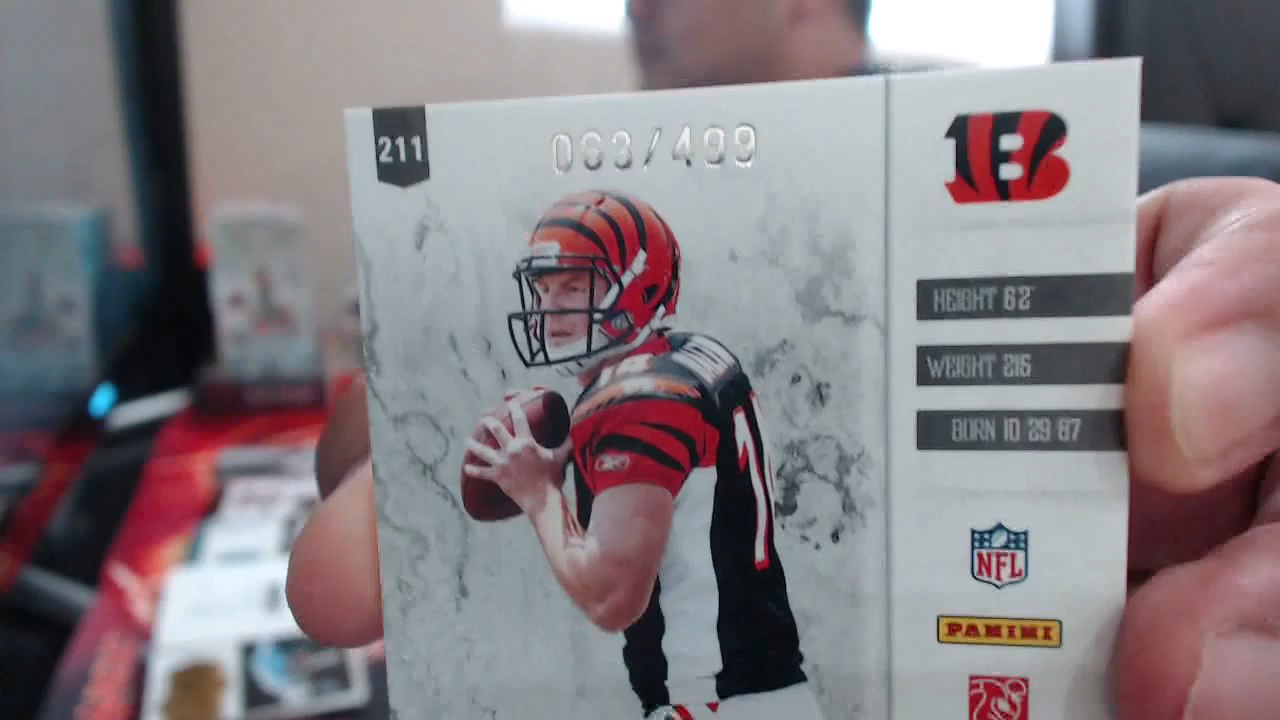 211
063/499
B
HEIGHT 6 2
WEIGHT 215
BORN 10 29 87
NFL
PANINI